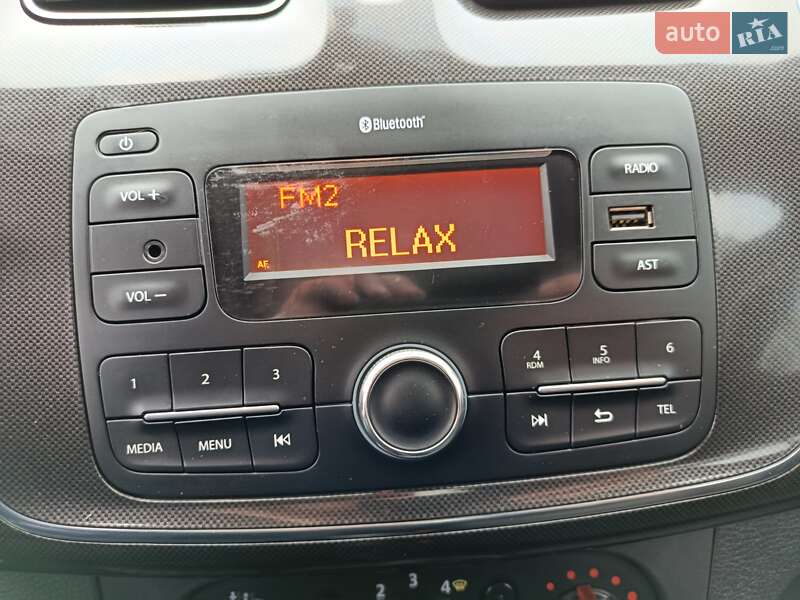 auto RIA.com
Bluetooth
VOL +
VOL −
FM2
RELAX
AF
RADIO
AST
1
2
3
MEDIA
MENU
4
RDM
5
INFO
6
TEL
2
3
4